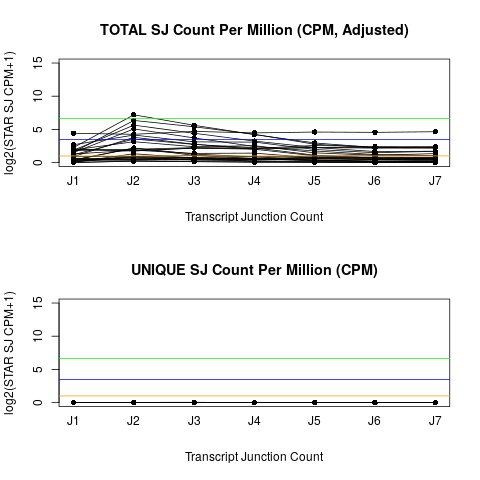 TOTAL SJ Count Per Million (CPM, Adjusted)
log2(STAR SJ CPM+1)
15
10
5
0
J1 J2 J3 J4 J5 J6 J7
Transcript Junction Count
UNIQUE SJ Count Per Million (CPM)
log2(STAR SJ CPM+1)
15
10
5
0
J1 J2 J3 J4 J5 J6 J7
Transcript Junction Count